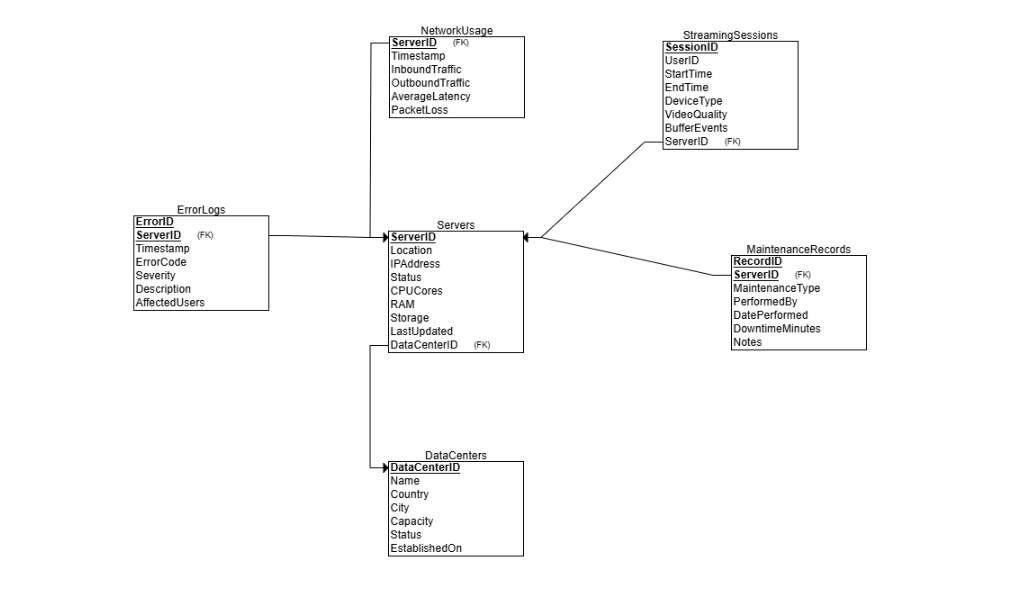 NetworkUsage
ServerID (FK)
Timestamp
InboundTraffic
OutboundTraffic
AverageLatency
PacketLoss
StreamingSessions
SessionID
UserID
StartTime
EndTime
DeviceType
VideoQuality
BufferEvents
ServerID (FK)
ErrorLogs
ErrorID
ServerID (FK)
Timestamp
ErrorCode
Severity
Description
AffectedUsers
Servers
ServerID
Location
IPAddress
Status
CPUCores
RAM
Storage
LastUpdated
DataCenterID (FK)
MaintenanceRecords
RecordID
ServerID (FK)
MaintenanceType
PerformedBy
DatePerformed
DowntimeMinutes
Notes
DataCenters
DataCenterID
Name
Country
City
Capacity
Status
EstablishedOn